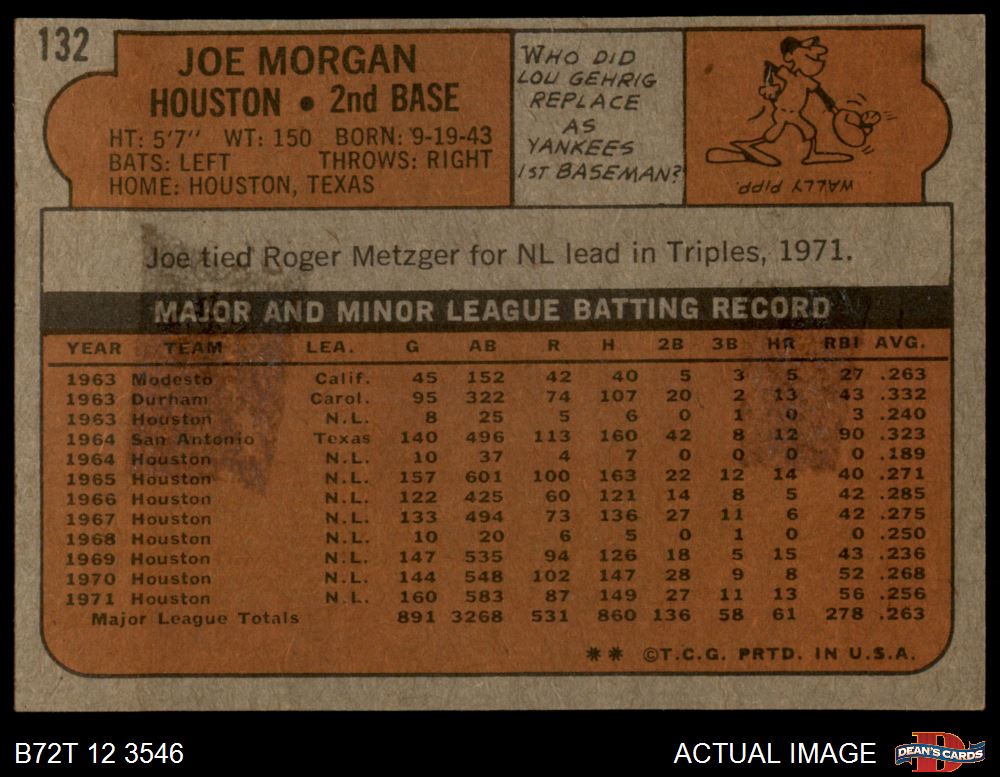 132
JOE MORGAN
HOUSTON • 2nd BASE
HT: 5'7" WT: 150 BORN: 9-19-43
BATS: LEFT THROWS: RIGHT
HOME: HOUSTON, TEXAS
WHO DID
LOU GEHRIG
REPLACE
AS
YANKEES
1ST BASEMAN?
WALLY PIPP
Joe tied Roger Metzger for NL lead in Triples, 1971.
MAJOR AND MINOR LEAGUE BATTING RECORD
YEAR TEAM LEA. G AB R H 2B 3B HR RBI AVG.
1963 Modesto Calif. 45 152 42 40 5 3 5 27 .263
1963 Durham Carol. 95 322 74 107 20 2 13 43 .332
1963 Houston N.L. 8 25 5 6 0 1 0 3 .240
1964 San Antonio Texas 140 496 113 160 42 8 12 90 .323
1964 Houston N.L. 10 37 4 7 0 0 0 0 .189
1965 Houston N.L. 157 601 100 163 22 12 14 40 .271
1966 Houston N.L. 122 425 60 121 14 8 5 42 .285
1967 Houston N.L. 133 494 73 136 27 11 6 42 .275
1968 Houston N.L. 10 20 6 5 0 1 0 0 .250
1969 Houston N.L. 147 535 94 126 18 5 15 43 .236
1970 Houston N.L. 144 548 102 147 28 9 8 52 .268
1971 Houston N.L. 160 583 87 149 27 11 13 56 .256
Major League Totals 891 3268 531 860 136 58 61 278 .263
** ©T.C.G. PRTD. IN U.S.A.
B72T 12 3546
ACTUAL IMAGE
D
DEAN'S CARDS